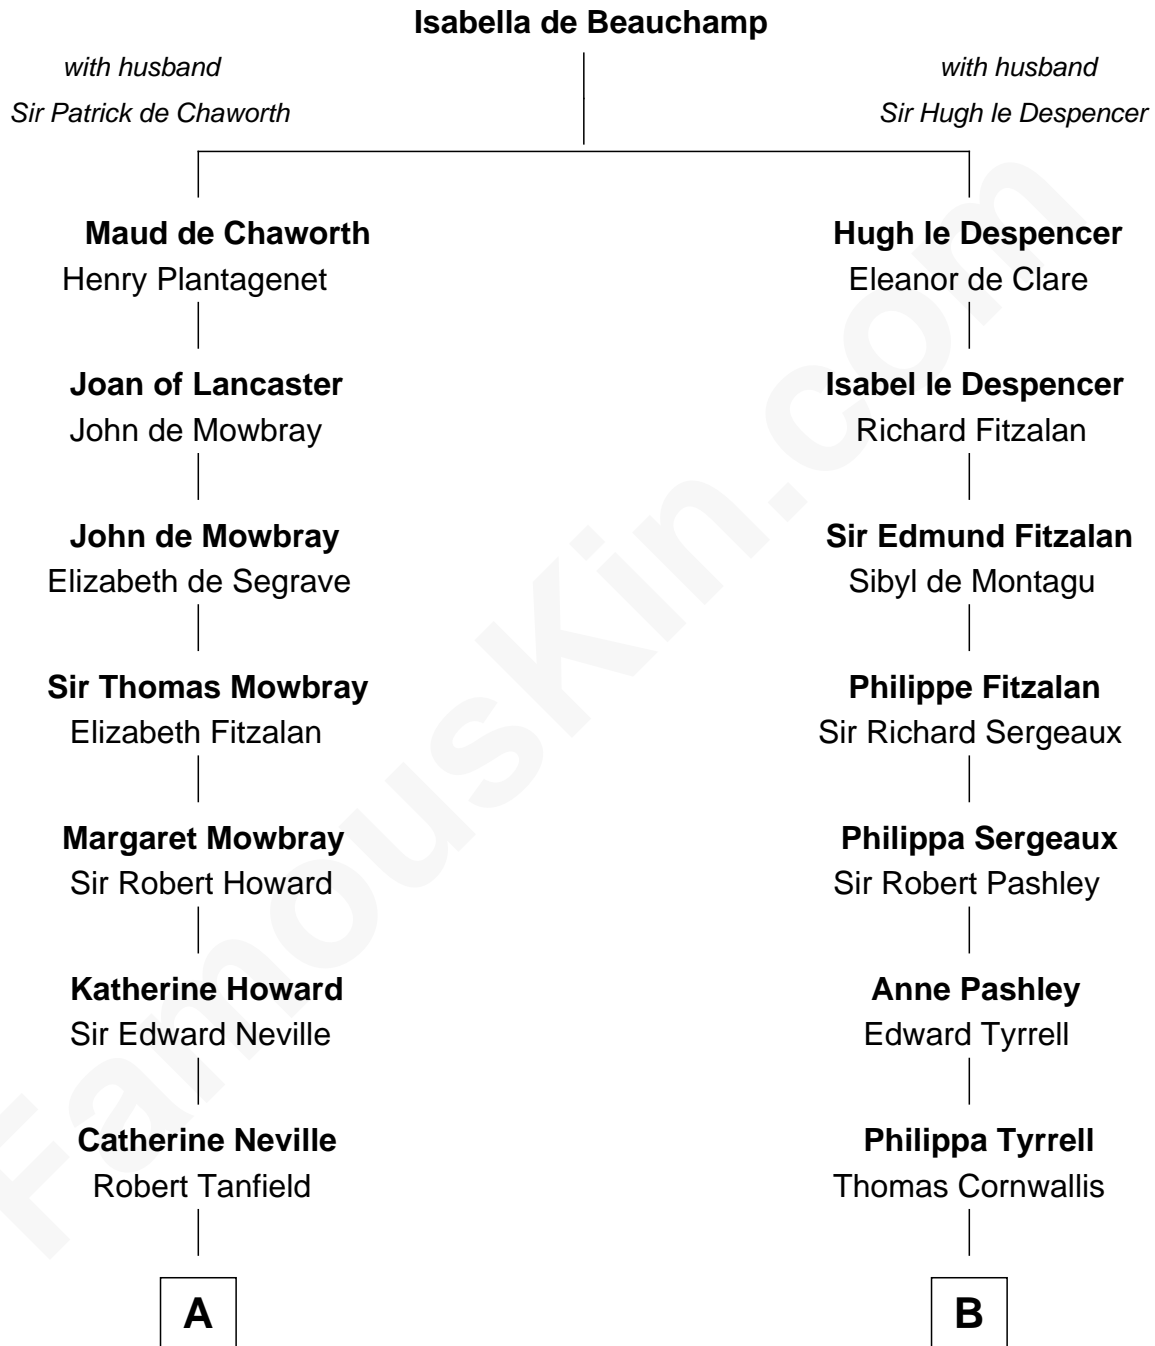 Isabella de Beauchamp
with husband
Sir Patrick de Chaworth
with husband
Sir Hugh le Despencer
Maud de Chaworth
Henry Plantagenet
Hugh le Despencer
Eleanor de Clare
Joan of Lancaster
John de Mowbray
Isabel le Despencer
Richard Fitzalan
John de Mowbray
Elizabeth de Segrave
Sir Edmund Fitzalan
Sibyl de Montagu
Sir Thomas Mowbray
Elizabeth Fitzalan
Philippe Fitzalan
Sir Richard Sergeaux
Margaret Mowbray
Sir Robert Howard
Philippa Sergeaux
Sir Robert Pashley
Katherine Howard
Sir Edward Neville
Anne Pashley
Edward Tyrrell
Catherine Neville
Robert Tanfield
Philippa Tyrrell
Thomas Cornwallis
A
B
FamousKin.com